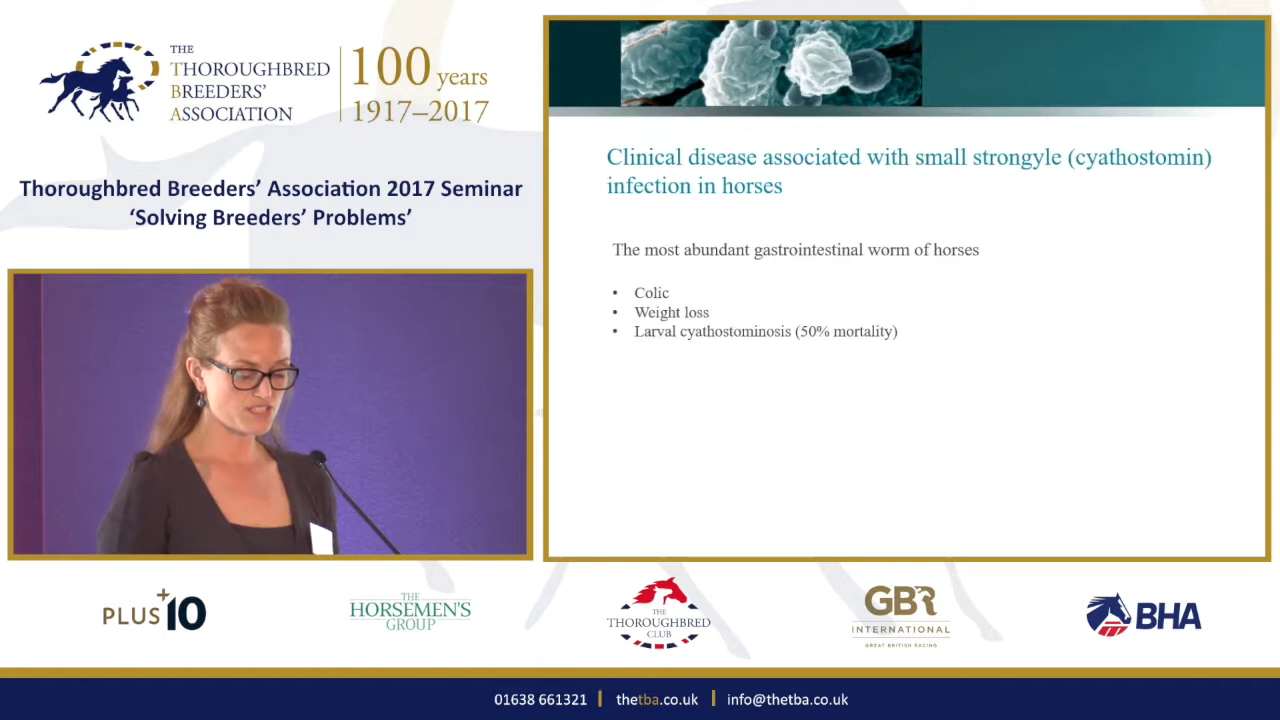 THE
THOROUGHBRED
BREEDERS'
ASSOCIATION
100 years
1917–2017
Thoroughbred Breeders' Association 2017 Seminar
'Solving Breeders' Problems'
Clinical disease associated with small strongyle (cyathostomin)
infection in horses
The most abundant gastrointestinal worm of horses
• Colic
• Weight loss
• Larval cyathostominosis (50% mortality)
PLUS+10
THE
HORSEMEN'S
GROUP
THE
THOROUGHBRED
CLUB
GBR
INTERNATIONAL
GREAT BRITISH RACING
BHA
01638 661321 | thetba.co.uk | info@thetba.co.uk